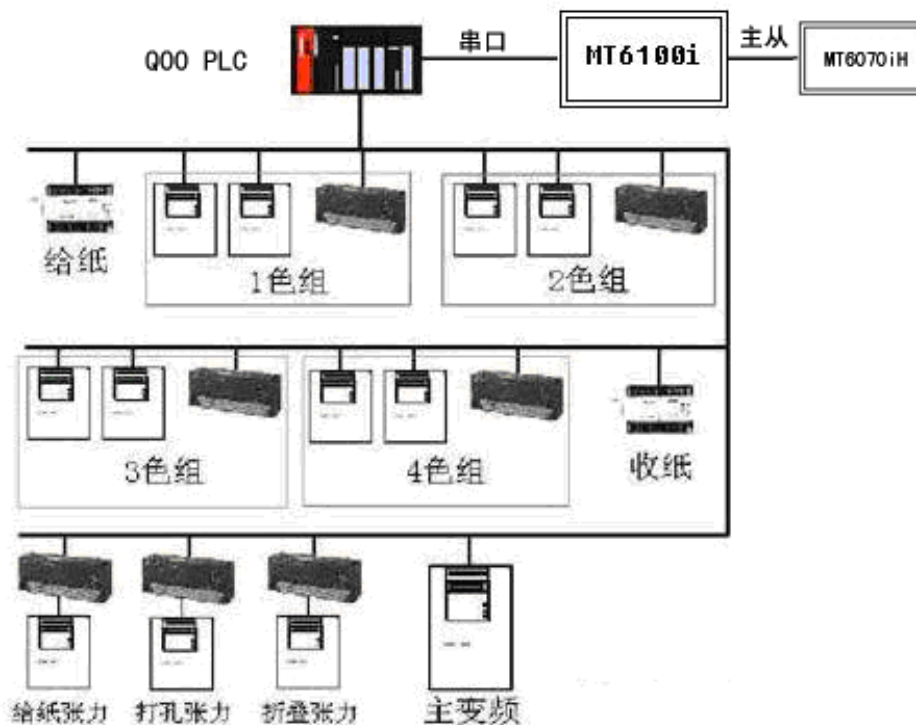 Q00 PLC
串口
MT6100i
主从
MT6070iH
给纸
1色组
2色组
3色组
4色组
收纸
给纸张力
打孔张力
折叠张力
主变频